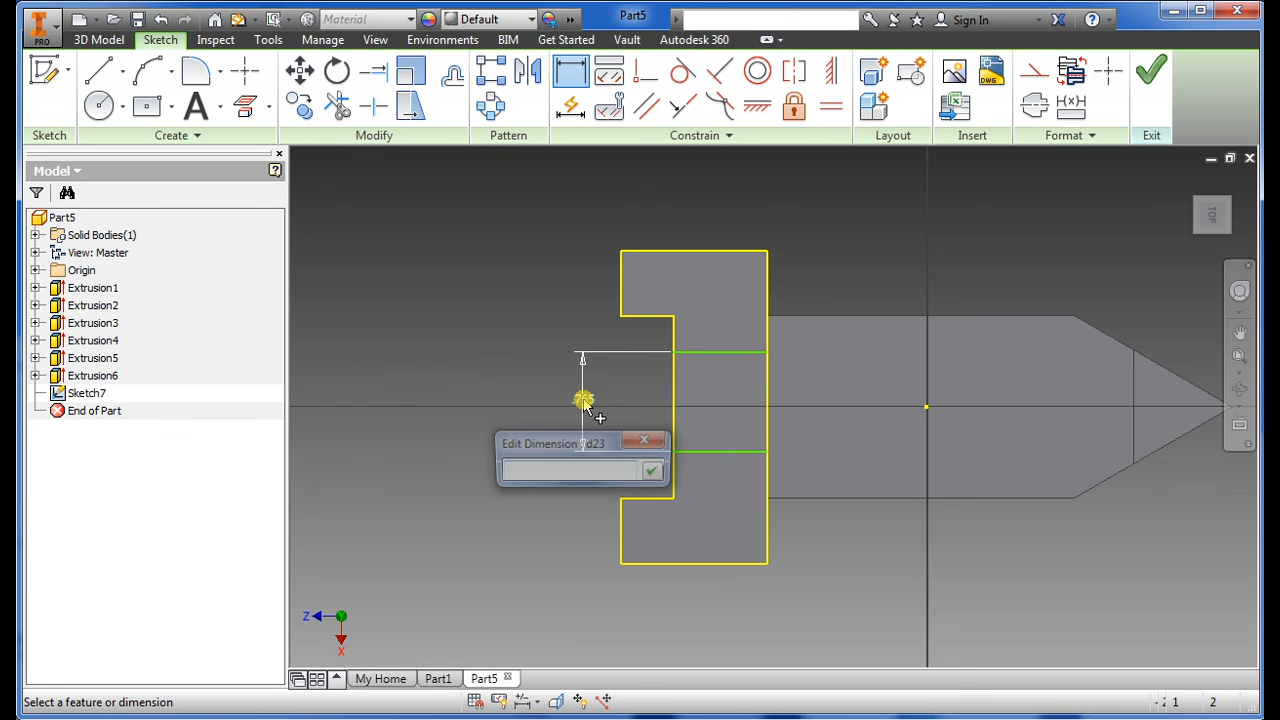 Material
Default
Part5
Sign In
PRO
3D Model
Sketch
Inspect
Tools
Manage
View
Environments
BIM
Get Started
Vault
Autodesk 360
Sketch
Create
Modify
Pattern
Constrain
Layout
Insert
Format
Exit
Model
Part5
Solid Bodies(1)
View: Master
Origin
Extrusion1
Extrusion2
Extrusion3
Extrusion4
Extrusion5
Extrusion6
Sketch7
End of Part
TOP
Edit Dimension : d23
Z
X
My Home
Part1
Part5
Select a feature or dimension
1
2